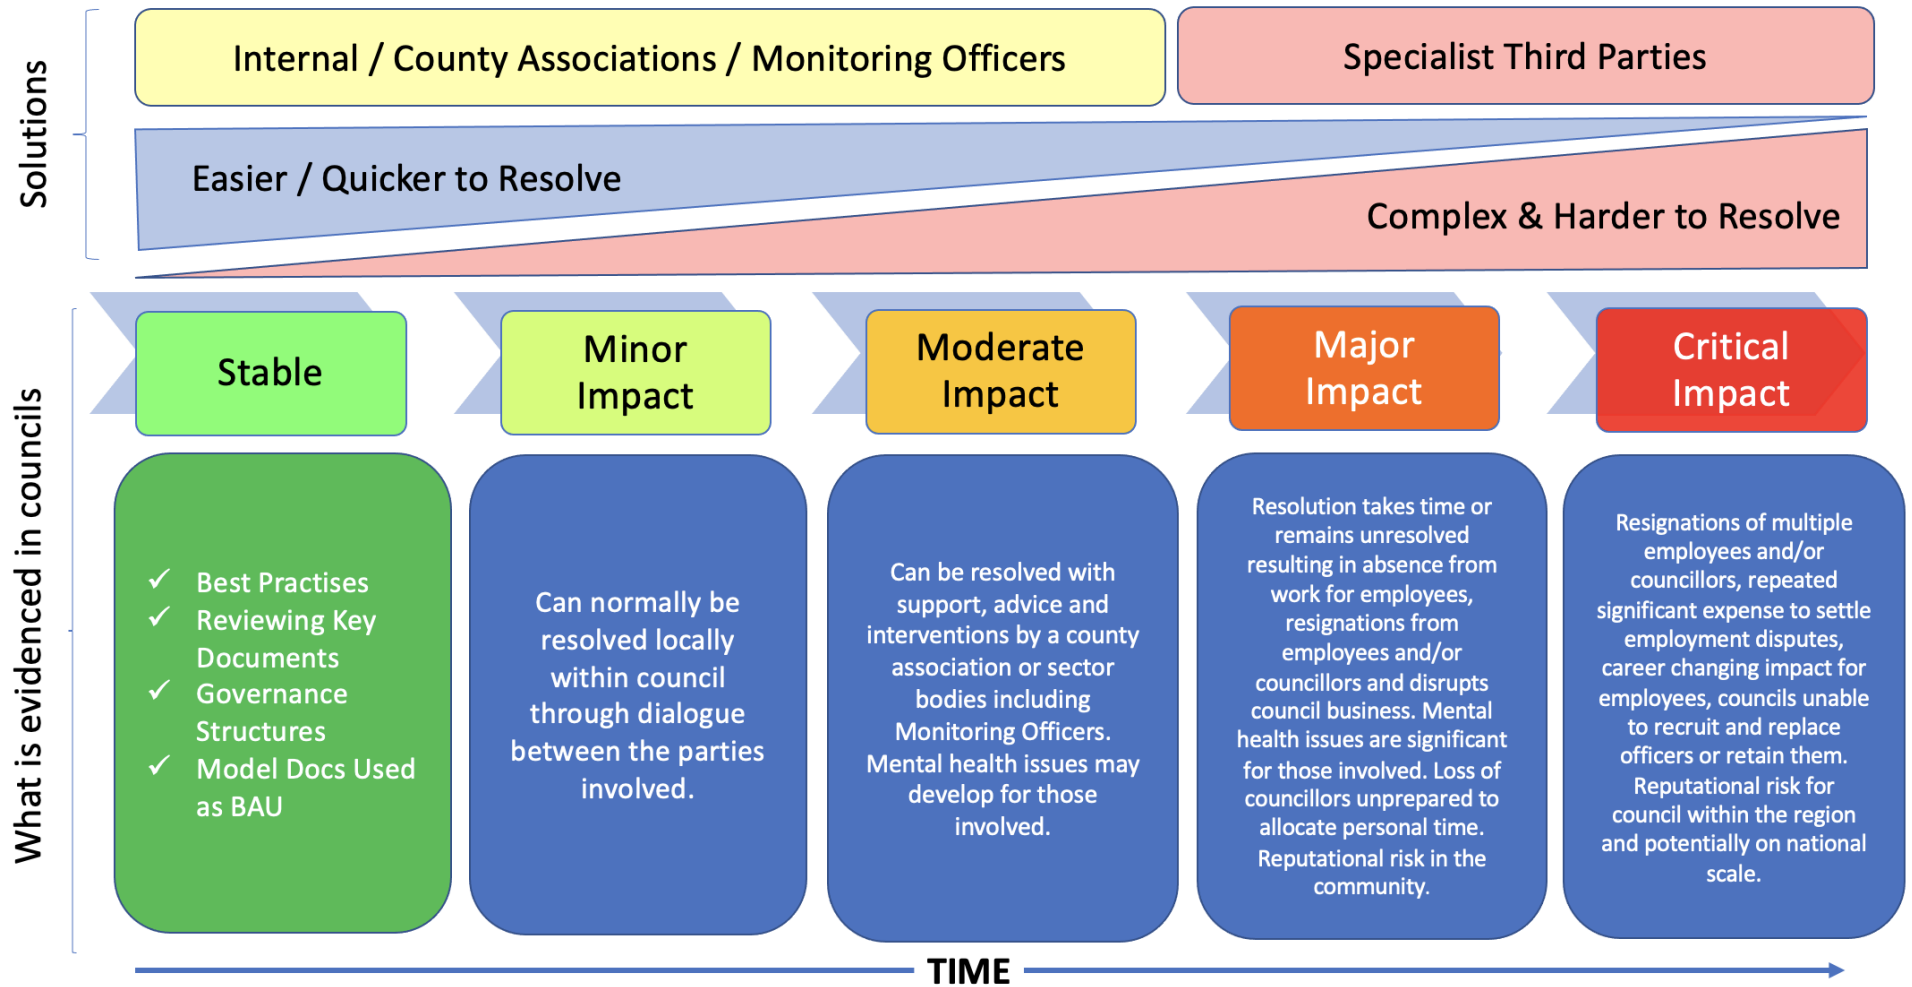 Solutions
Internal / County Associations / Monitoring Officers
Specialist Third Parties
Easier / Quicker to Resolve
Complex & Harder to Resolve
What is evidenced in councils
Stable
✓ Best Practises
✓ Reviewing Key
Documents
✓ Governance
Structures
✓ Model Docs Used
as BAU
Minor
Impact
Can normally be
resolved locally
within council
through dialogue
between the parties
involved.
Moderate
Impact
Can be resolved with
support, advice and
interventions by a county
association or sector
bodies including
Monitoring Officers.
Mental health issues may
develop for those
involved.
Major
Impact
Resolution takes time or
remains unresolved
resulting in absence from
work for employees,
resignations from
employees and/or
councillors and disrupts
council business. Mental
health issues are significant
for those involved. Loss of
councillors unprepared to
allocate personal time.
Reputational risk in the
community.
Critical
Impact
Resignations of multiple
employees and/or
councillors, repeated
significant expense to settle
employment disputes,
career changing impact for
employees, councils unable
to recruit and replace
officers or retain them.
Reputational risk for
council within the region
and potentially on national
scale.
TIME